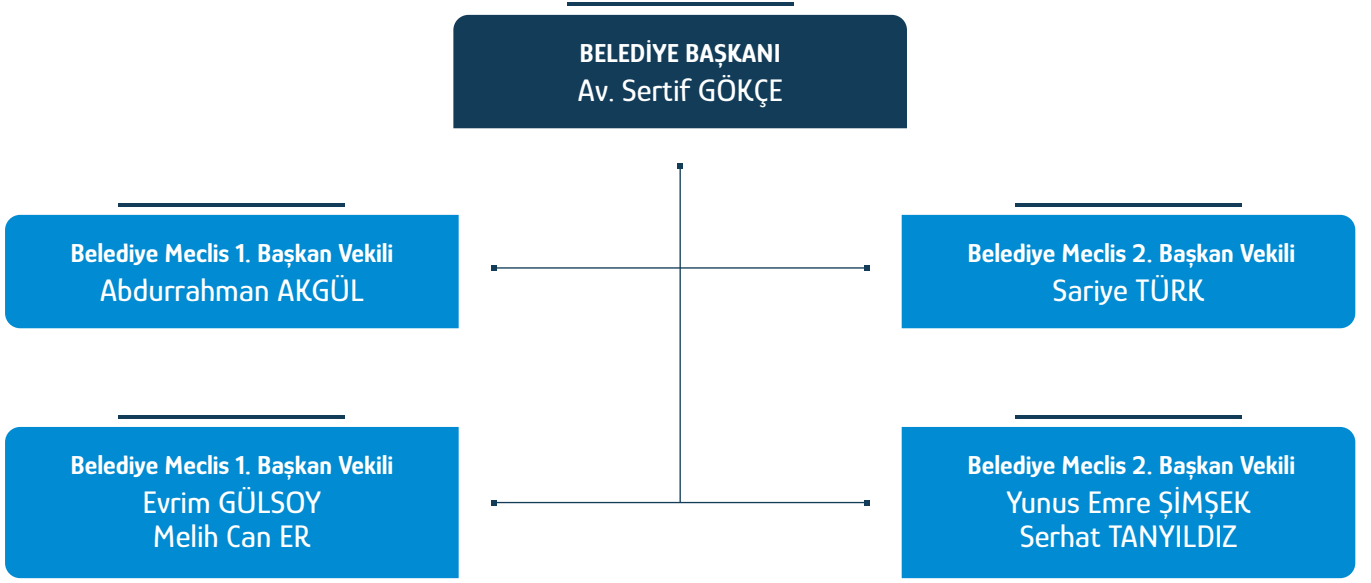 BELEDİYE BAŞKANI
Av. Sertif GÖKÇE
Belediye Meclis 1. Başkan Vekili
Abdurrahman AKGÜL
Belediye Meclis 2. Başkan Vekili
Sariye TÜRK
Belediye Meclis 1. Başkan Vekili
Evrim GÜLSOY
Melih Can ER
Belediye Meclis 2. Başkan Vekili
Yunus Emre ŞİMŞEK
Serhat TANYILDIZ